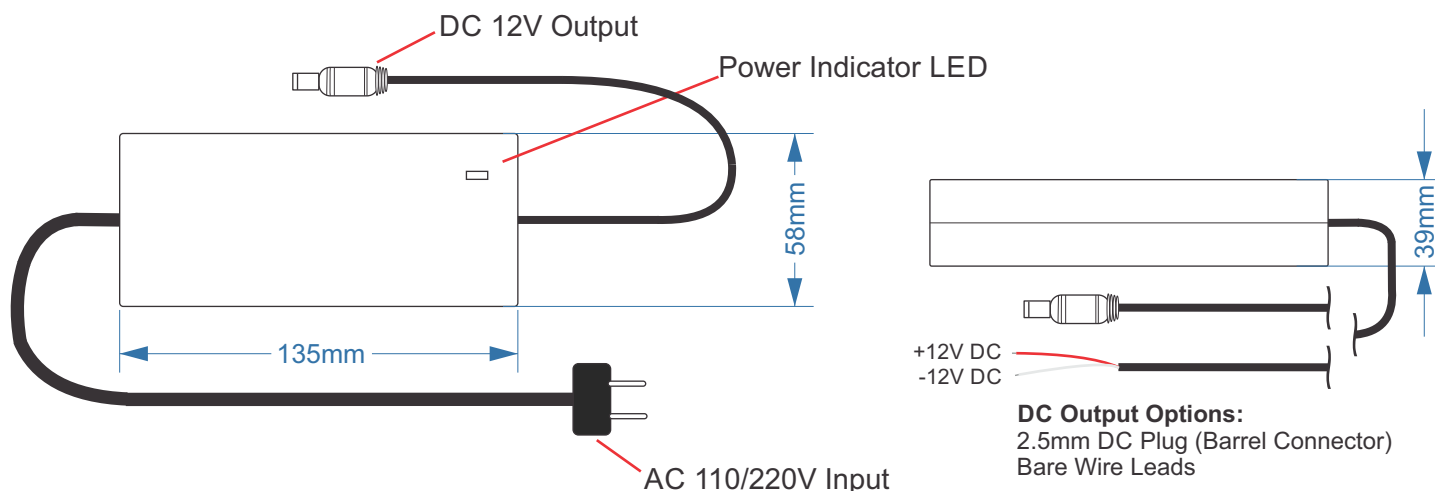 DC 12V Output
Power Indicator LED
58mm
135mm
AC 110/220V Input
39mm
+12V DC
-12V DC
DC Output Options:
2.5mm DC Plug (Barrel Connector)
Bare Wire Leads